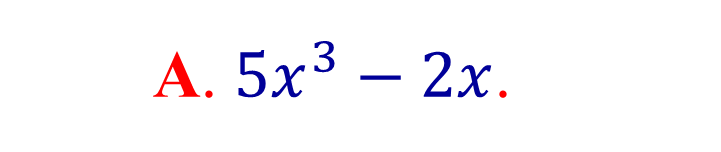 A. 5x³ − 2x.